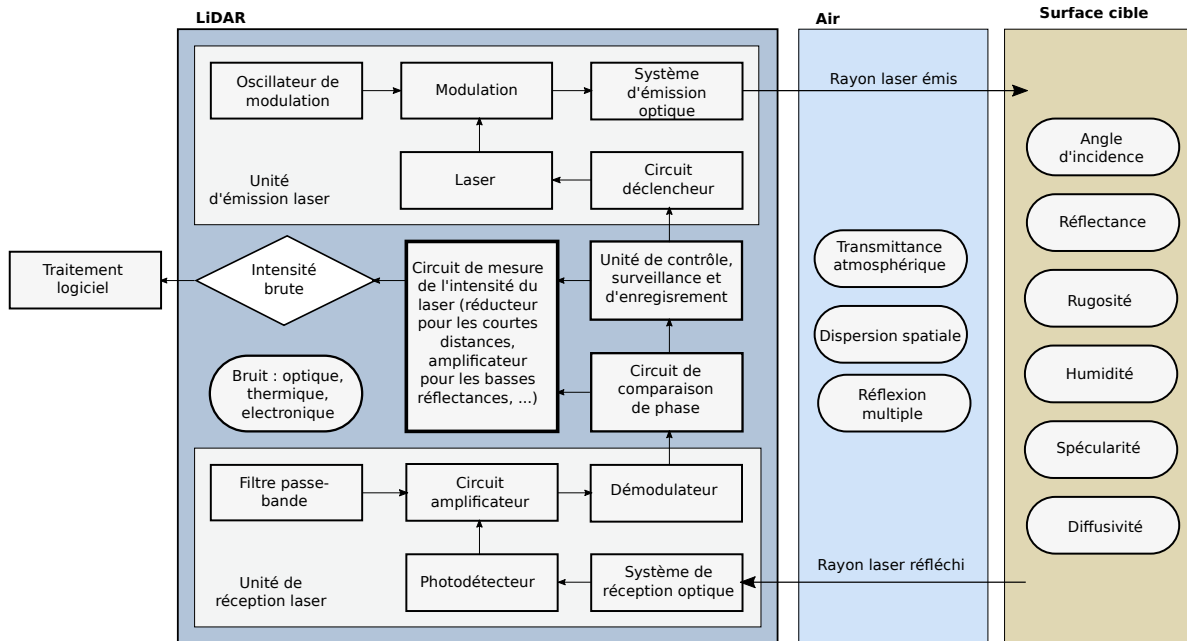 LiDAR
Air
Surface cible
Oscillateur de
modulation
Modulation
Système
d'émission
optique
Rayon laser émis
Unité
d'émission laser
Laser
Circuit
déclencheur
Angle
d'incidence
Réflectance
Rugosité
Humidité
Spécularité
Diffusivité
Transmittance
atmosphérique
Dispersion spatiale
Réflexion
multiple
Traitement
logiciel
Intensité
brute
Circuit de mesure
de l'intensité du
laser (réducteur
pour les courtes
distances,
amplificateur
pour les basses
réflectances, ...)
Unité de contrôle,
surveillance et
d'enregisrement
Circuit de
comparaison
de phase
Bruit : optique,
thermique,
electronique
Filtre passe-
bande
Circuit
amplificateur
Démodulateur
Unité de
réception laser
Photodétecteur
Système de
réception optique
Rayon laser réfléchi